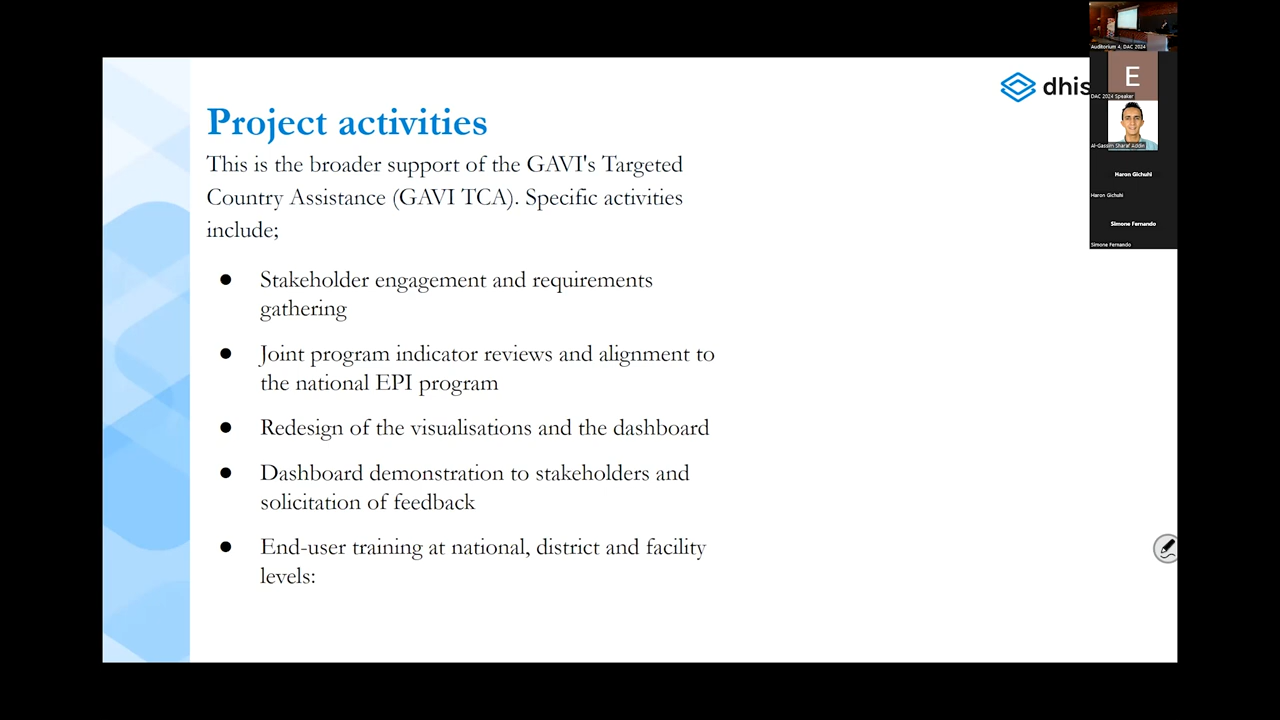 Project activities
This is the broader support of the GAVI's Targeted
Country Assistance (GAVI TCA). Specific activities
include;
● Stakeholder engagement and requirements
gathering
● Joint program indicator reviews and alignment to
the national EPI program
● Redesign of the visualisations and the dashboard
● Dashboard demonstration to stakeholders and
solicitation of feedback
● End-user training at national, district and facility
levels:
dhis
Auditorium 4, DAC 2024
E
DAC 2024 Speaker
Al-Gassim Sharaf Addin
Haron Gichuhi
Haron Gichuhi
Simone Fernando
Simone Fernando